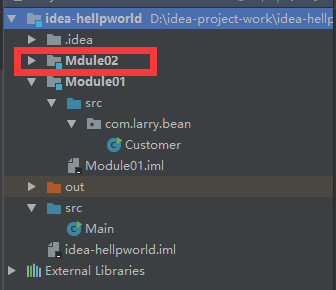 idea-hellpworld D:\idea-project-work\idea-hel
.idea
Mdule02
Module01
src
com.larry.bean
Customer
Module01.iml
out
src
Main
idea-hellpworld.iml
External Libraries